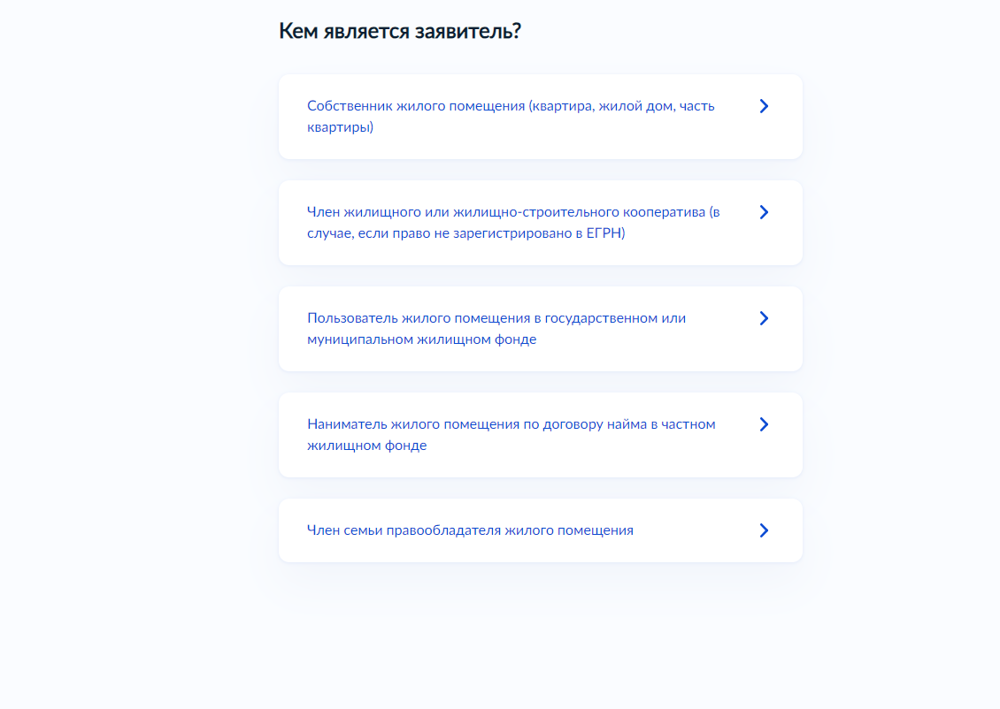 Кем является заявитель?
Собственник жилого помещения (квартира, жилой дом, часть
квартиры)
Член жилищного или жилищно-строительного кооператива (в
случае, если право не зарегистрировано в ЕГРН)
Пользователь жилого помещения в государственном или
муниципальном жилищном фонде
Наниматель жилого помещения по договору найма в частном
жилищном фонде
Член семьи правообладателя жилого помещения